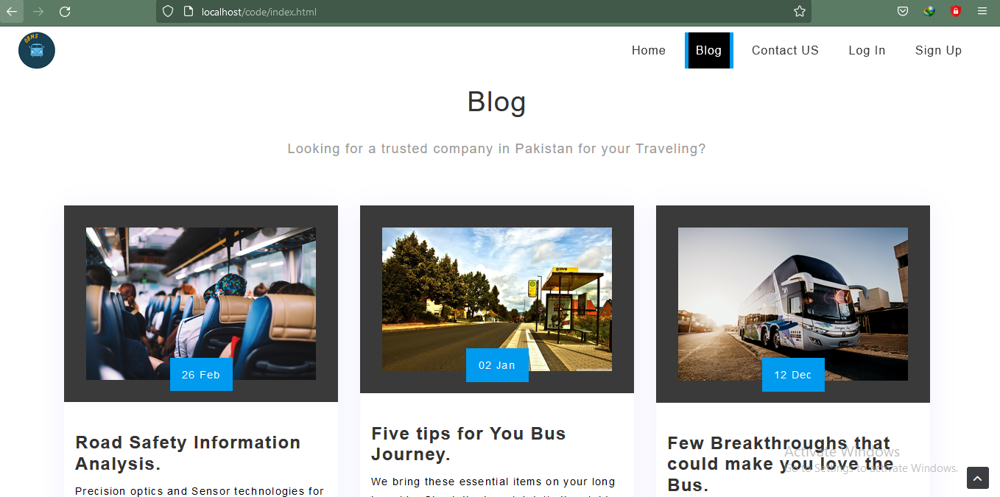 localhost/code/index.html
OBMS
Home
Blog
Contact US
Log In
Sign Up
Blog
Looking for a trusted company in Pakistan for your Traveling?
DVB
26 Feb
02 Jan
12 Dec
Road Safety Information
Analysis.
Precision optics and Sensor technologies for
Five tips for You Bus
Journey.
We bring these essential items on your long
Few Breakthroughs that
could make you love the
Bus.
Activate Windows
Go to Settings to activate Windows.